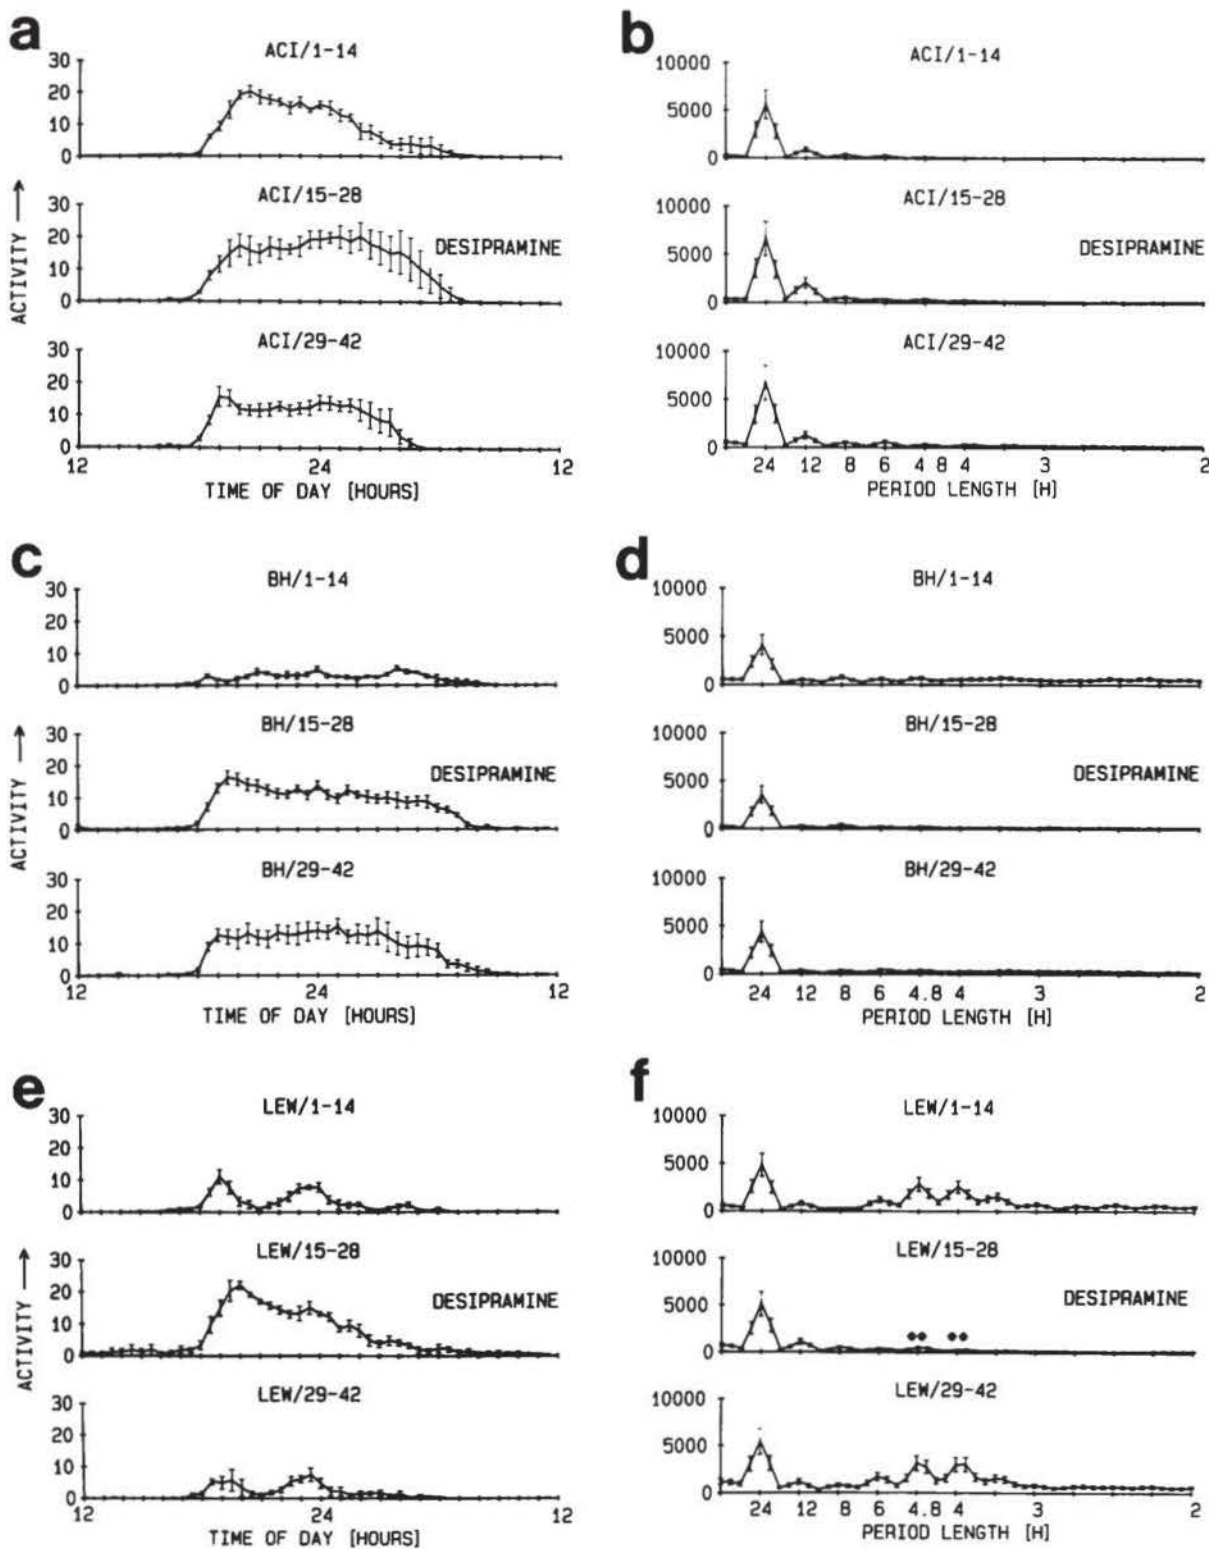 a
ACI/1-14
30
20
10
0
ACI/15-28
30
20
10
0
DESIPRAMINE
ACI/29-42
30
20
10
0
12 24 12
TIME OF DAY [HOURS]
ACTIVITY →
b
ACI/1-14
10000
5000
0
ACI/15-28
10000
5000
0
DESIPRAMINE
ACI/29-42
10000
5000
0
24 12 8 6 4 8 4 3 2
PERIOD LENGTH [H]
c
BH/1-14
30
20
10
0
BH/15-28
30
20
10
0
DESIPRAMINE
BH/29-42
30
20
10
0
12 24 12
TIME OF DAY [HOURS]
ACTIVITY →
d
BH/1-14
10000
5000
0
BH/15-28
10000
5000
0
DESIPRAMINE
BH/29-42
10000
5000
0
24 12 8 6 4.8 4 3 2
PERIOD LENGTH [H]
e
LEW/1-14
30
20
10
0
LEW/15-28
30
20
10
0
DESIPRAMINE
LEW/29-42
30
20
10
0
12 24 12
TIME OF DAY [HOURS]
ACTIVITY →
f
LEW/1-14
10000
5000
0
LEW/15-28
10000
5000
0
DESIPRAMINE
LEW/29-42
10000
5000
0
24 12 8 6 4.8 4 3 2
PERIOD LENGTH [H]